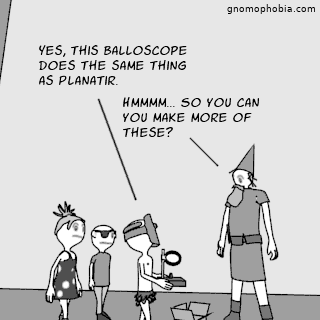 gnomophobia.com
YES, THIS BALLOSCOPE
DOES THE SAME THING
AS PLANATIR.
HMMMM... SO YOU CAN
YOU MAKE MORE OF
THESE?